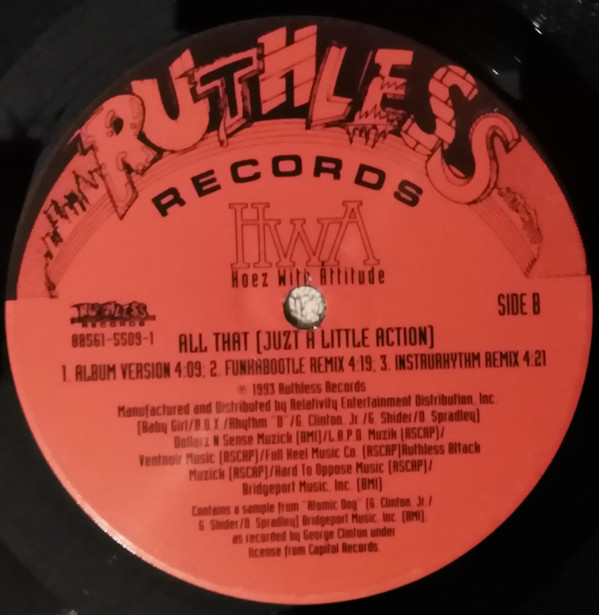 RUTHLESS
RECORDS
HWA
Hoez With Attitude
RUTHLESS
RECORDS
88561-5509-1
SIDE B
ALL THAT (JUZT A LITTLE ACTION)
1. ALBUM VERSION 4:09; 2. FUNKABOOTLE REMIX 4:19; 3. INSTRURHYTHM REMIX 4:21
℗ 1993 Ruthless Records
Manufactured and Distributed by Relativity Entertainment Distribution, Inc.
(Baby Girl/D.O.X./Rhythm "D"/G. Clinton, Jr./G. Shider/D. Spradley)
Dollarz N Sense Muzick (BMI)/L.A.P.D. Muzik (ASCAP)/
Ventnoir Music (ASCAP)/Full Keel Music Co. (ASCAP)Ruthless Attack
Muzick (ASCAP)/Hard To Oppose Music (ASCAP)/
Bridgeport Music, Inc. (BMI)
Contains a sample from "Atomic Dog" (G. Clinton, Jr./
G. Shider/D. Spradley) Bridgeport Music, Inc. (BMI),
as recorded by George Clinton under
license from Capitol Records.